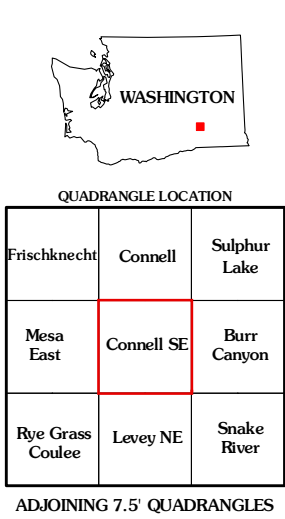 WASHINGTON
QUADRANGLE LOCATION
Frischknecht
Connell
Sulphur
Lake
Mesa
East
Connell SE
Burr
Canyon
Rye Grass
Coulee
Levey NE
Snake
River
ADJOINING 7.5' QUADRANGLES